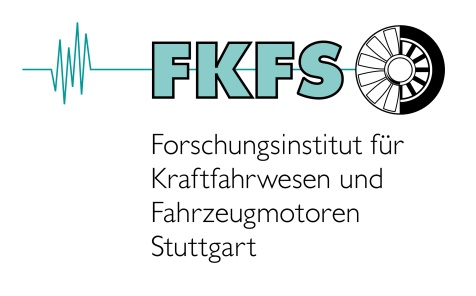 FKFS
Forschungsinstitut für
Kraftfahrwesen und
Fahrzeugmotoren
Stuttgart